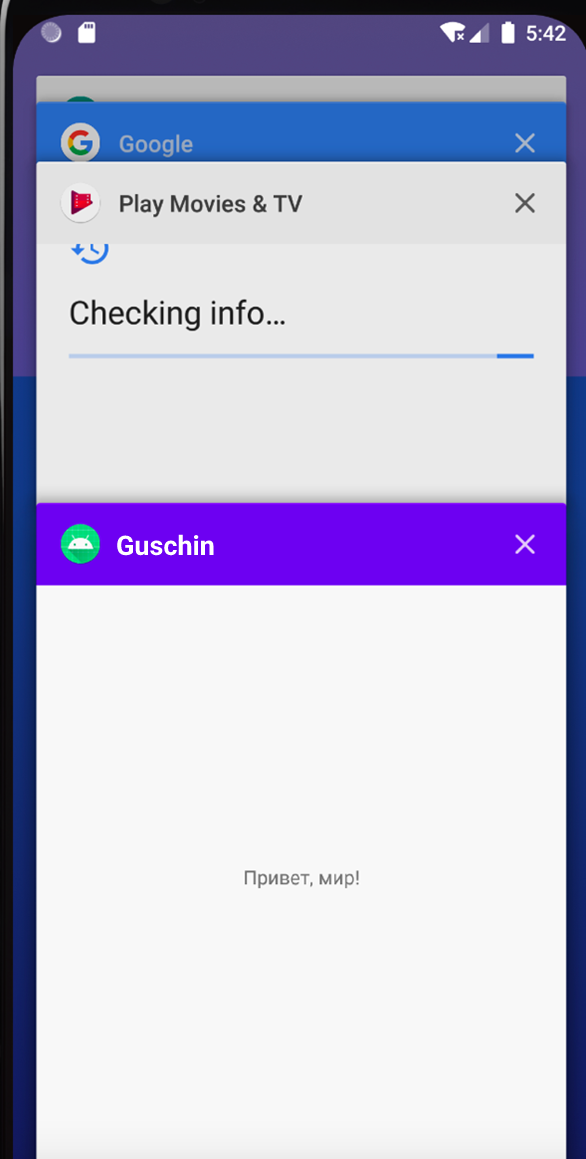 5:42
Google
Play Movies & TV
Checking info…
Guschin
Привет, мир!